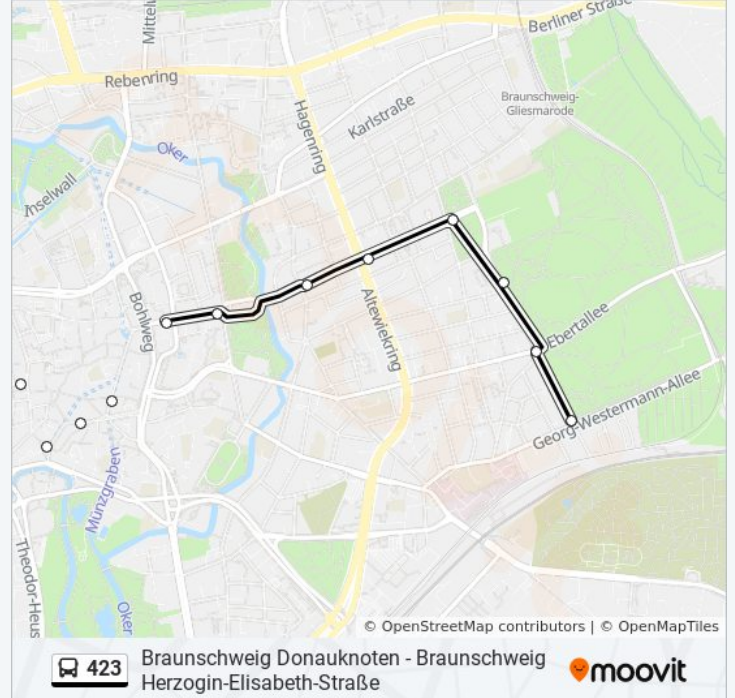 Berliner Straße
Mittel
Rebenring
Hagenring
Karlstraße
Braunschweig-
Gliesmarode
Oker
Inselwall
Bohlweg
Altewiekring
Ebertallee
Georg-Westermann-Allee
Münzgraben
Theodor-Heus
Oker
© OpenStreetMap contributors | © OpenMapTiles
423
Braunschweig Donauknoten - Braunschweig
Herzogin-Elisabeth-Straße
moovit